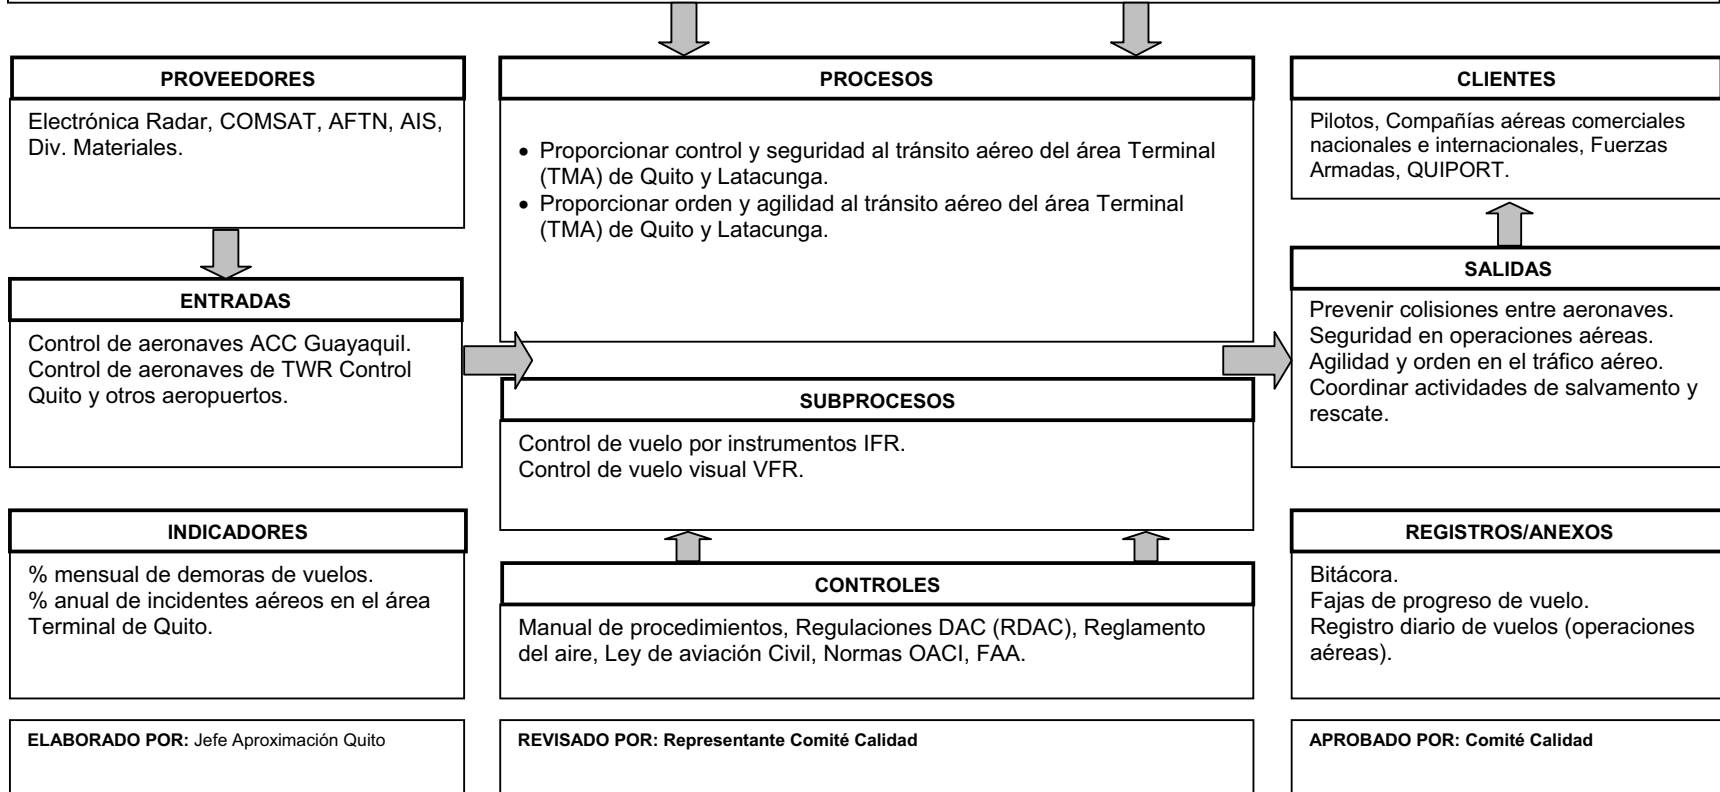 PROVEEDORES
Electrónica Radar, COMSAT, AFTN, AIS,
Div. Materiales.
PROCESOS
• Proporcionar control y seguridad al tránsito aéreo del área Terminal
(TMA) de Quito y Latacunga.
• Proporcionar orden y agilidad al tránsito aéreo del área Terminal
(TMA) de Quito y Latacunga.
CLIENTES
Pilotos, Compañías aéreas comerciales
nacionales e internacionales, Fuerzas
Armadas, QUIPORT.
ENTRADAS
Control de aeronaves ACC Guayaquil.
Control de aeronaves de TWR Control
Quito y otros aeropuertos.
SUBPROCESOS
Control de vuelo por instrumentos IFR.
Control de vuelo visual VFR.
SALIDAS
Prevenir colisiones entre aeronaves.
Seguridad en operaciones aéreas.
Agilidad y orden en el tráfico aéreo.
Coordinar actividades de salvamento y
rescate.
INDICADORES
% mensual de demoras de vuelos.
% anual de incidentes aéreos en el área
Terminal de Quito.
CONTROLES
Manual de procedimientos, Regulaciones DAC (RDAC), Reglamento
del aire, Ley de aviación Civil, Normas OACI, FAA.
REGISTROS/ANEXOS
Bitácora.
Fajas de progreso de vuelo.
Registro diario de vuelos (operaciones
aéreas).
ELABORADO POR: Jefe Aproximación Quito
REVISADO POR: Representante Comité Calidad
APROBADO POR: Comité Calidad